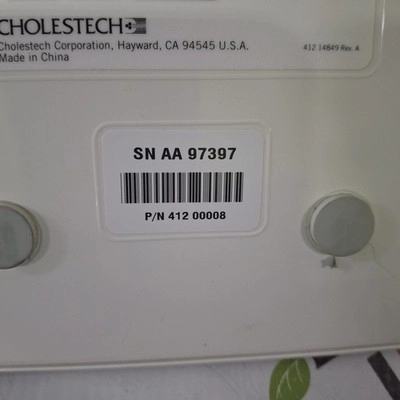 CHOLESTECH
Cholestech Corporation, Hayward, CA 94545 U.S.A.
412 14849 Rev. A
Made in China
SN AA 97397
P/N 412 00008